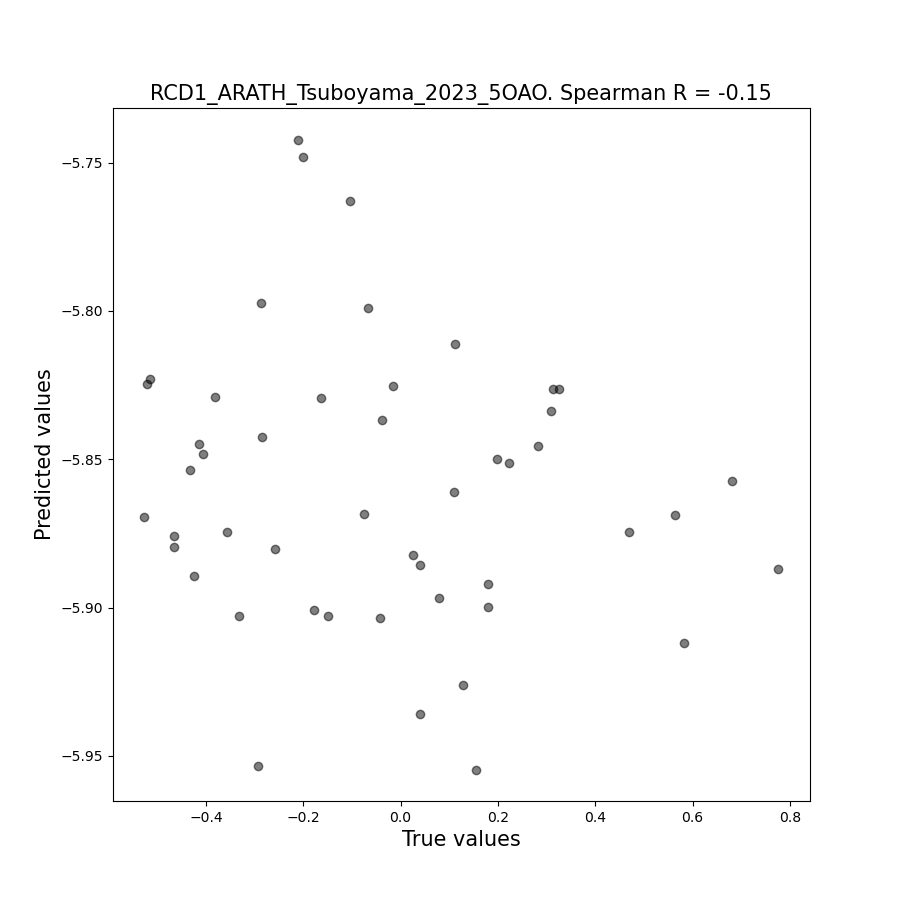 RCD1_ARATH_Tsuboyama_2023_5OAO. Spearman R = -0.15
−5.75
−5.80
−5.85
−5.90
−5.95
Predicted values
−0.4 −0.2 0.0 0.2 0.4 0.6 0.8
True values